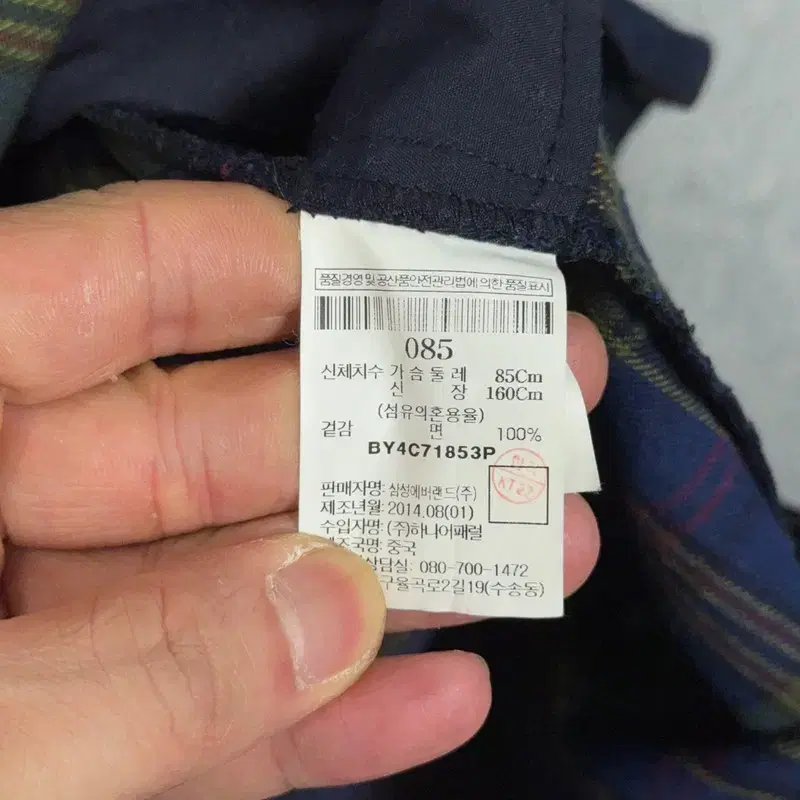 품질경영및공산품안전관리법에 의한 품질표시
085
신체치수 가 슴 둘 레 85Cm
신 장 160Cm
(섬유의혼용율)
겉감 면 100%
BY4C71853P
KT27
판매자명: 삼성에버랜드(주)
제조년월: 2014.08(01)
수입자명: (주)하나어패럴
제조국명: 중국
상담실: 080-700-1472
구율곡로2길19(수송동)